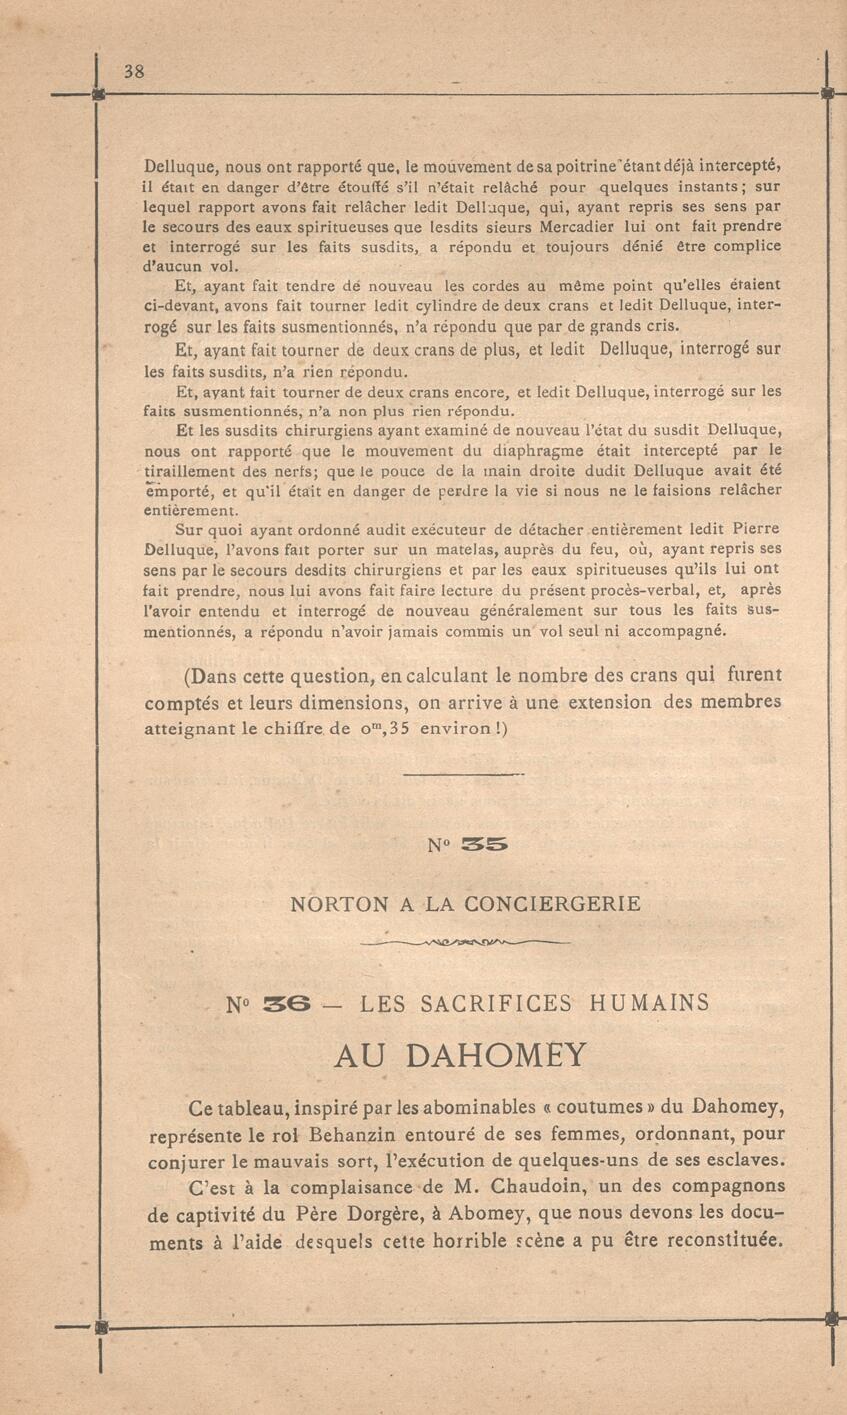 38
Delluque, nous ont rapporté que, le mouvement de sa poitrine étant déjà intercepté,
il était en danger d'être étouffé s'il n'était relâché pour quelques instants; sur
lequel rapport avons fait relâcher ledit Delluque, qui, ayant repris ses sens par
le secours des eaux spiritueuses que lesdits sieurs Mercadier lui ont fait prendre
et interrogé sur les faits susdits, a répondu et toujours dénié être complice
d'aucun vol.
Et, ayant fait tendre de nouveau les cordes au même point qu'elles étaient
ci-devant, avons fait tourner ledit cylindre de deux crans et ledit Delluque, inter-
rogé sur les faits susmentionnés, n'a répondu que par de grands cris.
Et, ayant fait tourner de deux crans de plus, et ledit Delluque, interrogé sur
les faits susdits, n'a rien répondu.
Et, ayant fait tourner de deux crans encore, et ledit Delluque, interrogé sur les
faits susmentionnés, n'a non plus rien répondu.
Et les susdits chirurgiens ayant examiné de nouveau l'état du susdit Delluque,
nous ont rapporté que le mouvement du diaphragme était intercepté par le
tiraillement des nerfs; que le pouce de la main droite dudit Delluque avait été
emporté, et qu'il était en danger de perdre la vie si nous ne le faisions relâcher
entièrement.
Sur quoi ayant ordonné audit exécuteur de détacher entièrement ledit Pierre
Delluque, l'avons fait porter sur un matelas, auprès du feu, où, ayant repris ses
sens par le secours desdits chirurgiens et par les eaux spiritueuses qu'ils lui ont
fait prendre, nous lui avons fait faire lecture du présent procès-verbal, et, après
l'avoir entendu et interrogé de nouveau généralement sur tous les faits sus-
mentionnés, a répondu n'avoir jamais commis un vol seul ni accompagné.
(Dans cette question, en calculant le nombre des crans qui furent
comptés et leurs dimensions, on arrive à une extension des membres
atteignant le chiffre de 0ᵐ,35 environ!)
Nº 35
NORTON A LA CONCIERGERIE
Nº 36 — LES SACRIFICES HUMAINS
AU DAHOMEY
Ce tableau, inspiré par les abominables « coutumes » du Dahomey,
représente le roi Behanzin entouré de ses femmes, ordonnant, pour
conjurer le mauvais sort, l'exécution de quelques-uns de ses esclaves.
C'est à la complaisance de M. Chaudoin, un des compagnons
de captivité du Père Dorgère, à Abomey, que nous devons les docu-
ments à l'aide desquels cette horrible scène a pu être reconstituée.